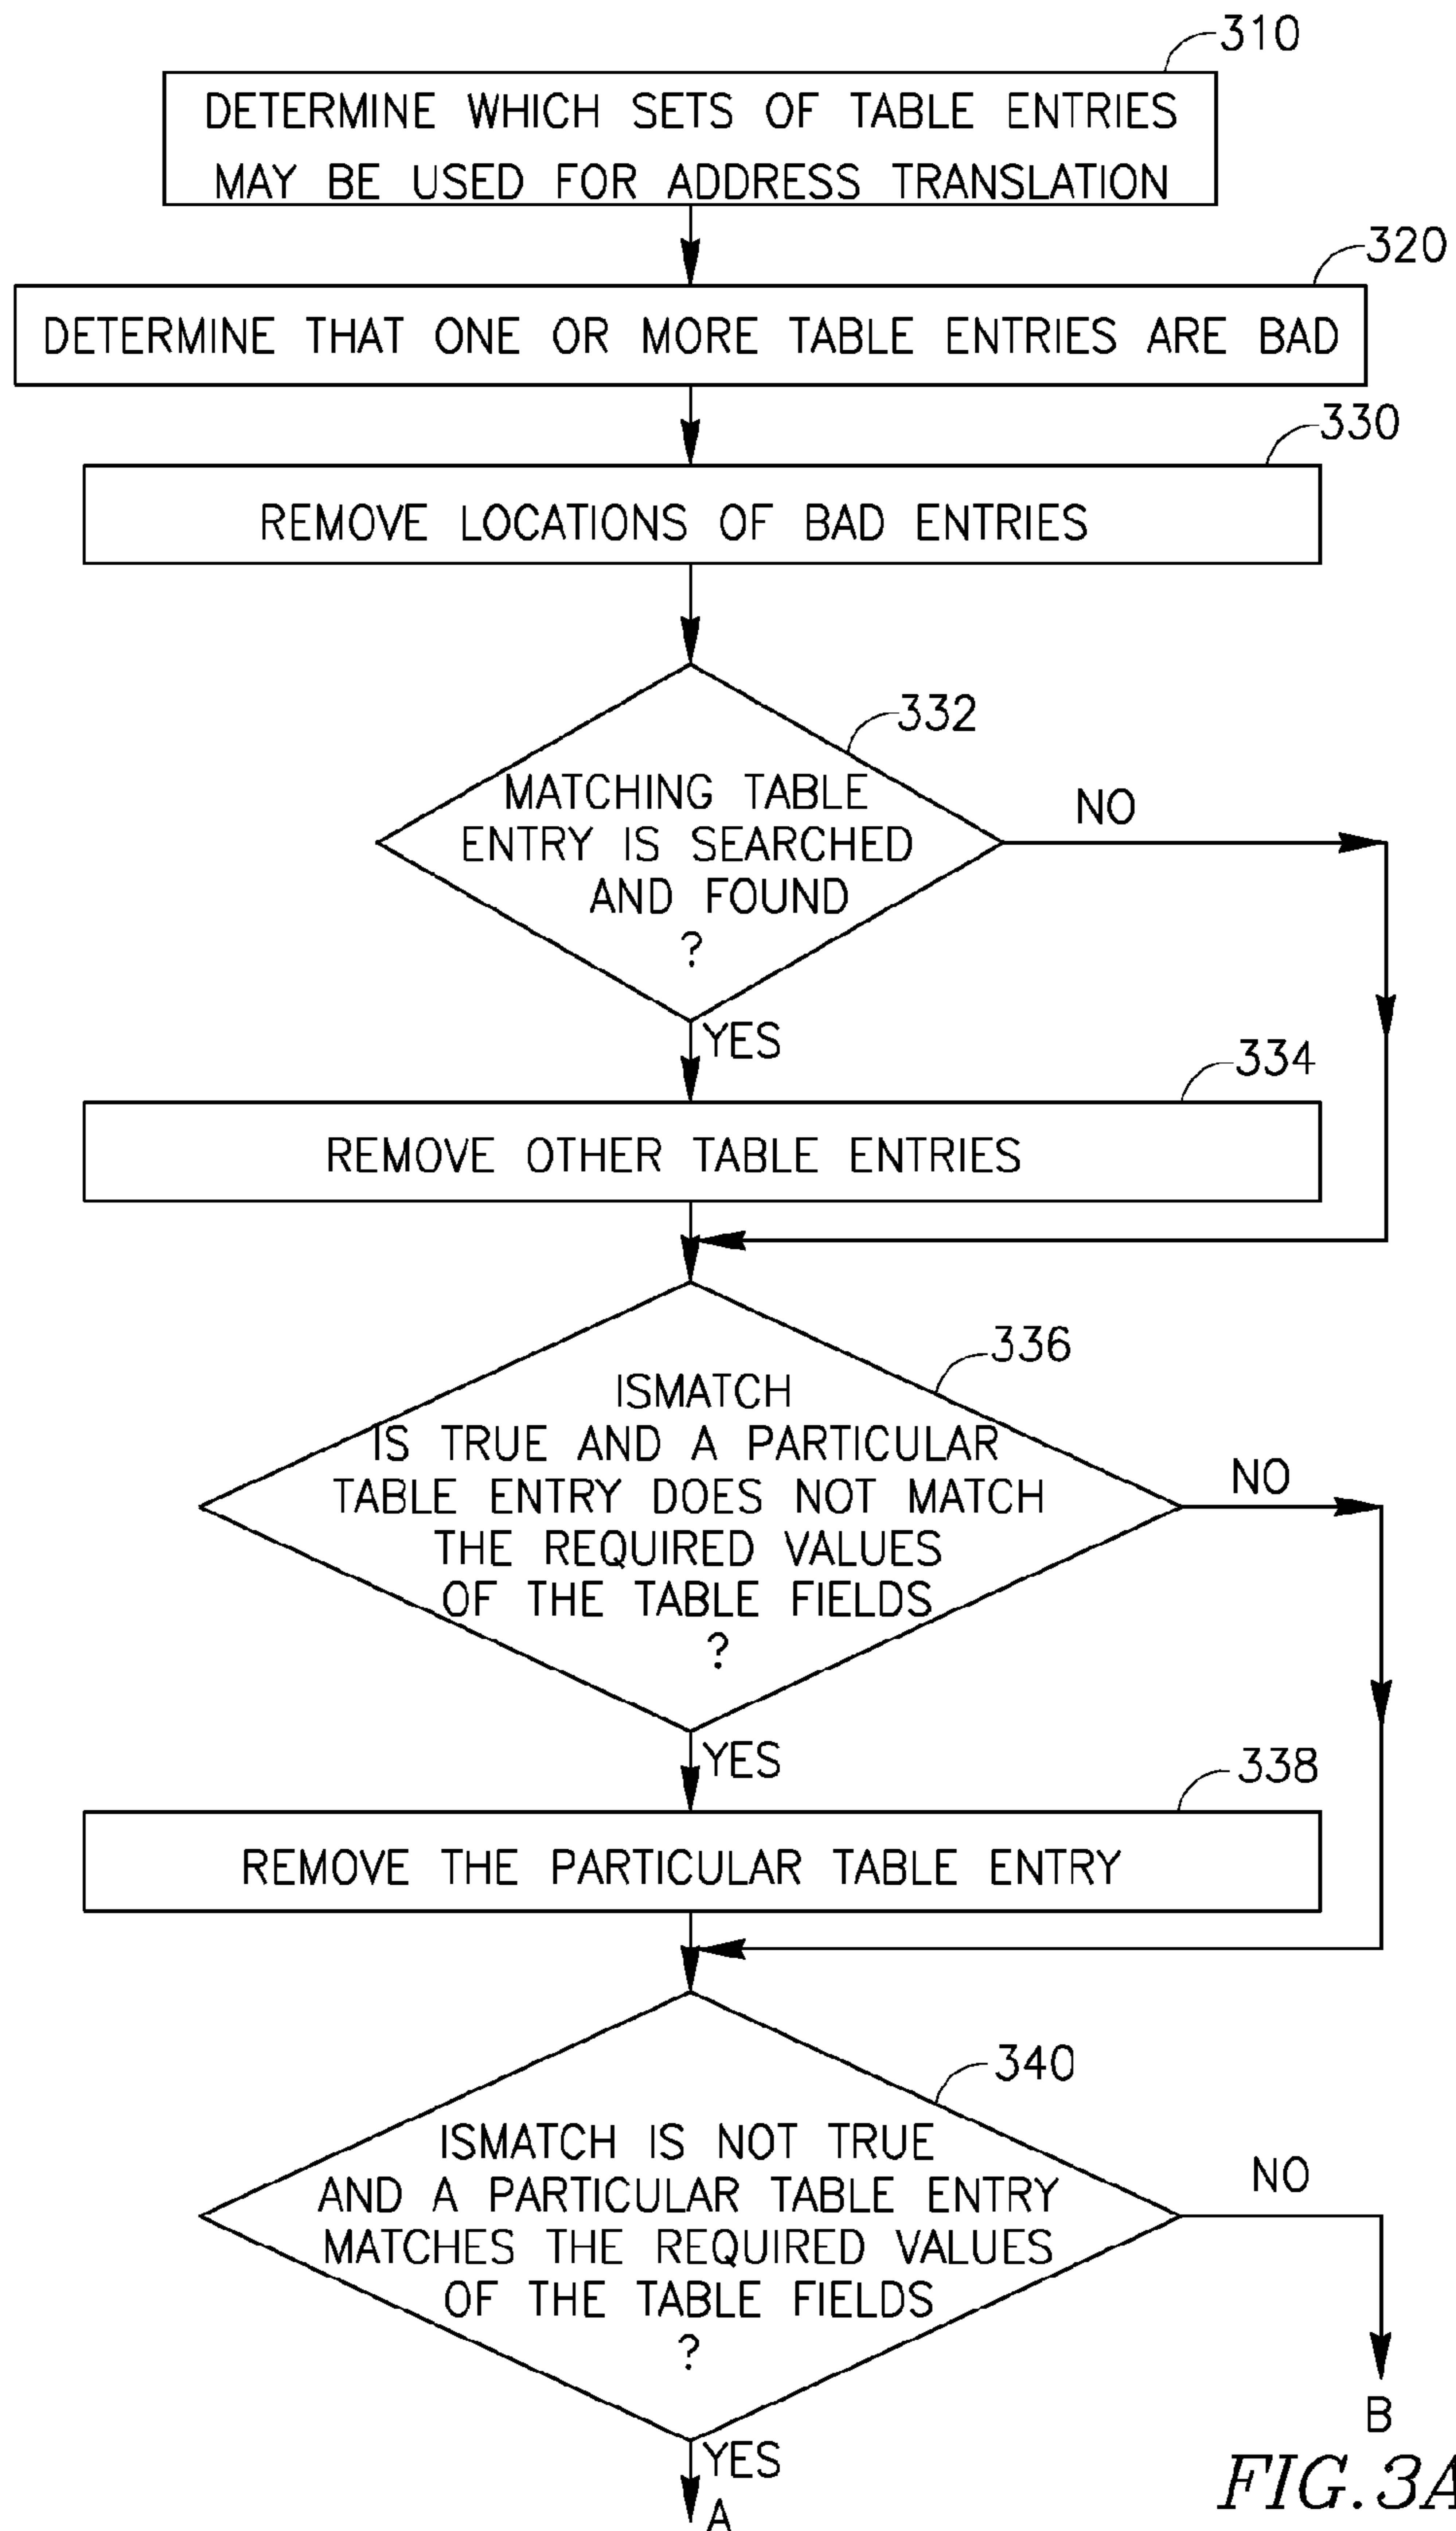 310
DETERMINE WHICH SETS OF TABLE ENTRIES
MAY BE USED FOR ADDRESS TRANSLATION
320
DETERMINE THAT ONE OR MORE TABLE ENTRIES ARE BAD
330
REMOVE LOCATIONS OF BAD ENTRIES
332
MATCHING TABLE
ENTRY IS SEARCHED
AND FOUND
?
NO
YES
334
REMOVE OTHER TABLE ENTRIES
336
ISMATCH
IS TRUE AND A PARTICULAR
TABLE ENTRY DOES NOT MATCH
THE REQUIRED VALUES
OF THE TABLE FIELDS
?
NO
YES
338
REMOVE THE PARTICULAR TABLE ENTRY
340
ISMATCH IS NOT TRUE
AND A PARTICULAR TABLE ENTRY
MATCHES THE REQUIRED VALUES
OF THE TABLE FIELDS
?
NO
B
YES
A
FIG.3A